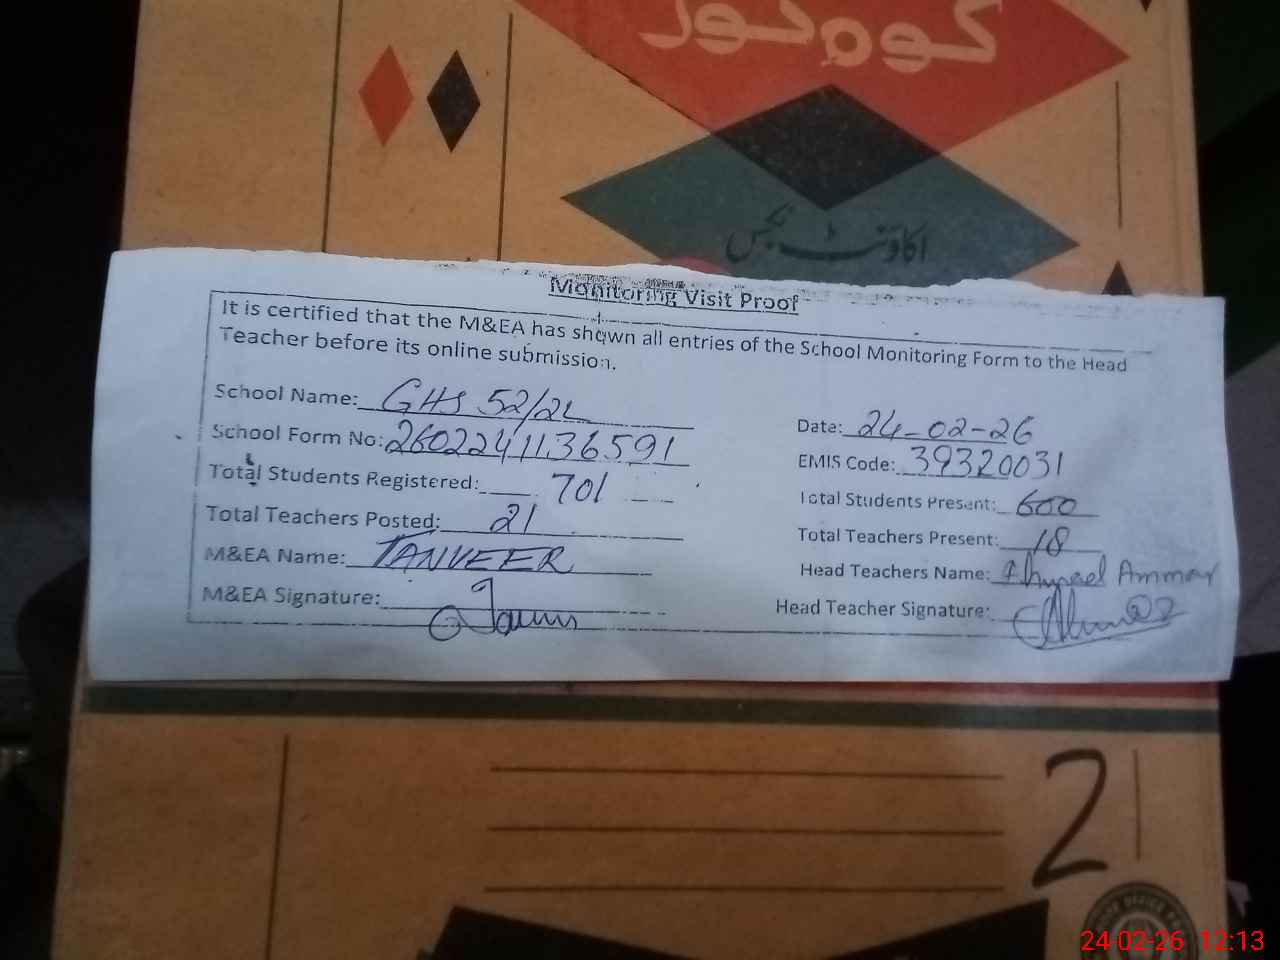 کوہ نور
اکاؤنٹ بکس
Monitoring Visit Proof
It is certified that the M&EA has shown all entries of the School Monitoring Form to the Head
Teacher before its online submission.
School Name: GHS 52/2L
Date: 24-02-26
School Form No: 2602241136591
EMIS Code: 39320031
Total Students Registered: 701
Total Students Present: 600
Total Teachers Posted: 21
Total Teachers Present: 18
M&EA Name: TANVEER
Head Teachers Name: Ahmael Ammar
M&EA Signature:
Head Teacher Signature:
2
24-02-26 12:13